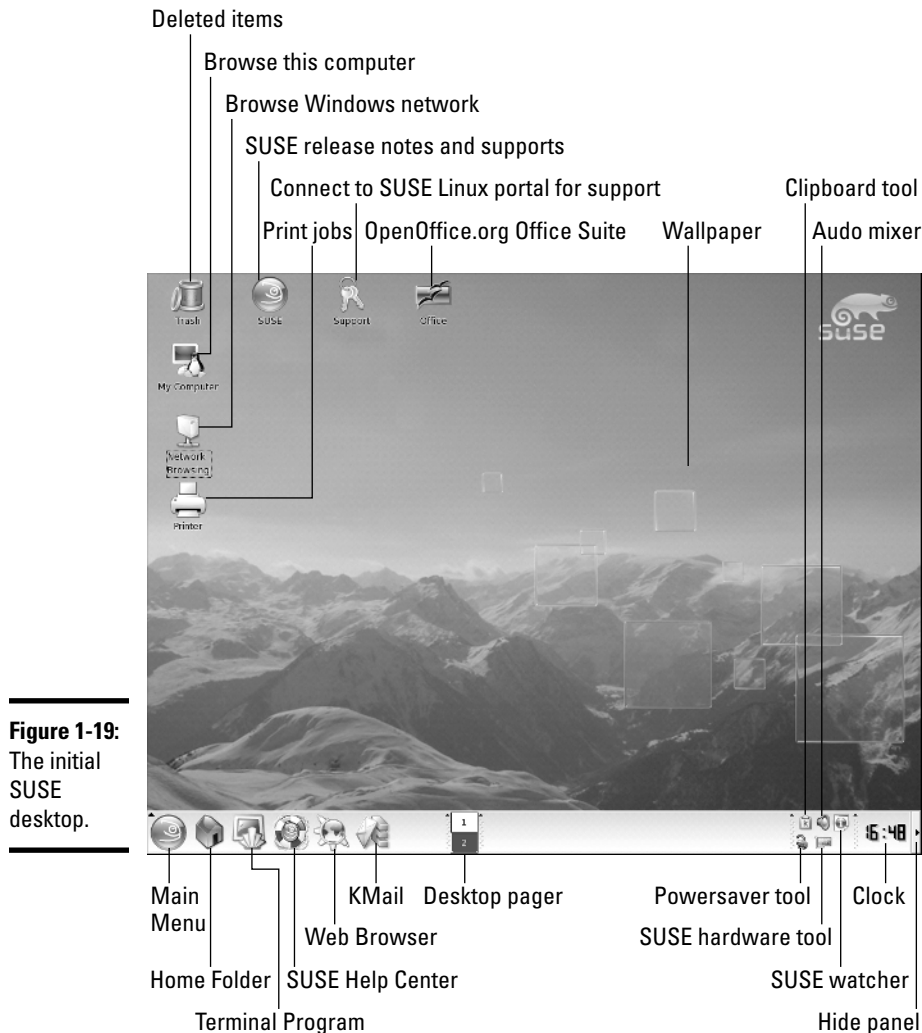 Deleted items
Browse this computer
Browse Windows network
SUSE release notes and supports
Connect to SUSE Linux portal for support
Clipboard tool
Print jobs
OpenOffice.org Office Suite
Wallpaper
Audo mixer
Trash
SUSE
Support
Office
SUSE
My Computer
Network
Browsing
Printer
Figure 1-19:
The initial
SUSE
desktop.
1
2
16:48
Main
Menu
KMail
Desktop pager
Powersaver tool
Clock
Web Browser
SUSE hardware tool
Home Folder
SUSE Help Center
SUSE watcher
Terminal Program
Hide panel